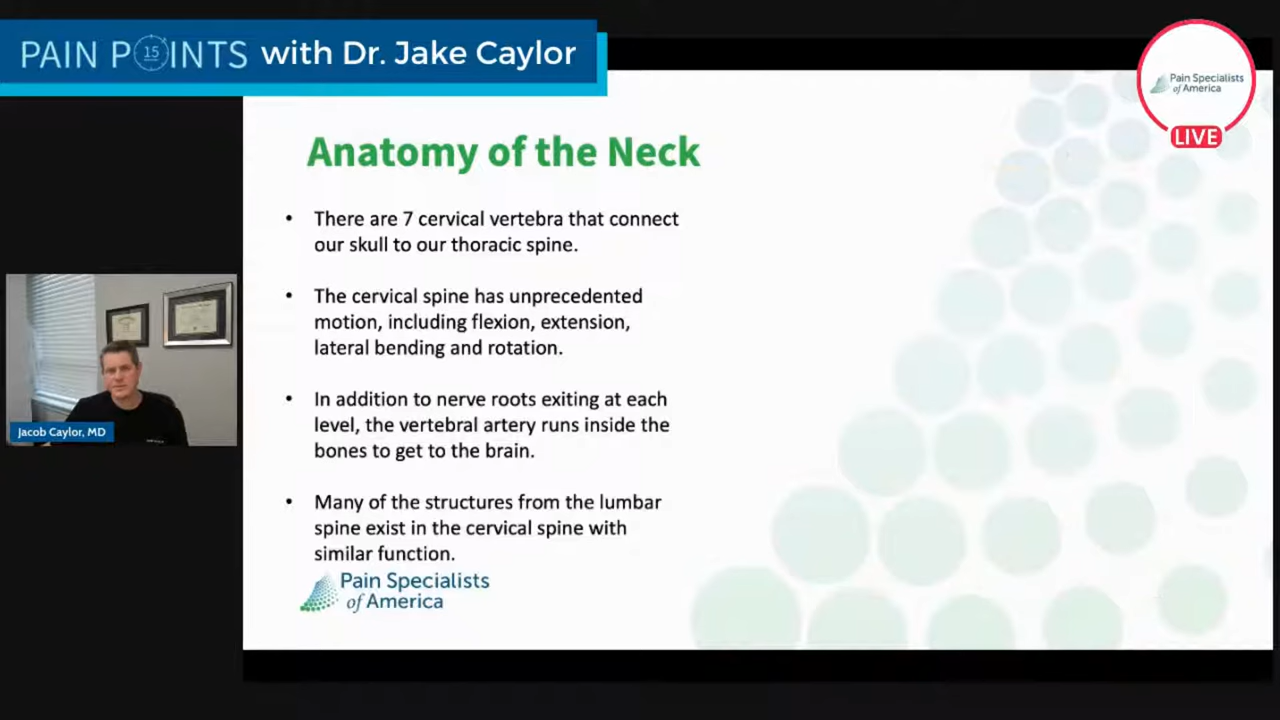 PAIN POINTS with Dr. Jake Caylor
15
Pain Specialists
of America
LIVE
Anatomy of the Neck
• There are 7 cervical vertebra that connect
our skull to our thoracic spine.
• The cervical spine has unprecedented
motion, including flexion, extension,
lateral bending and rotation.
• In addition to nerve roots exiting at each
level, the vertebral artery runs inside the
bones to get to the brain.
• Many of the structures from the lumbar
spine exist in the cervical spine with
similar function.
Jacob Caylor, MD
Pain Specialists
of America